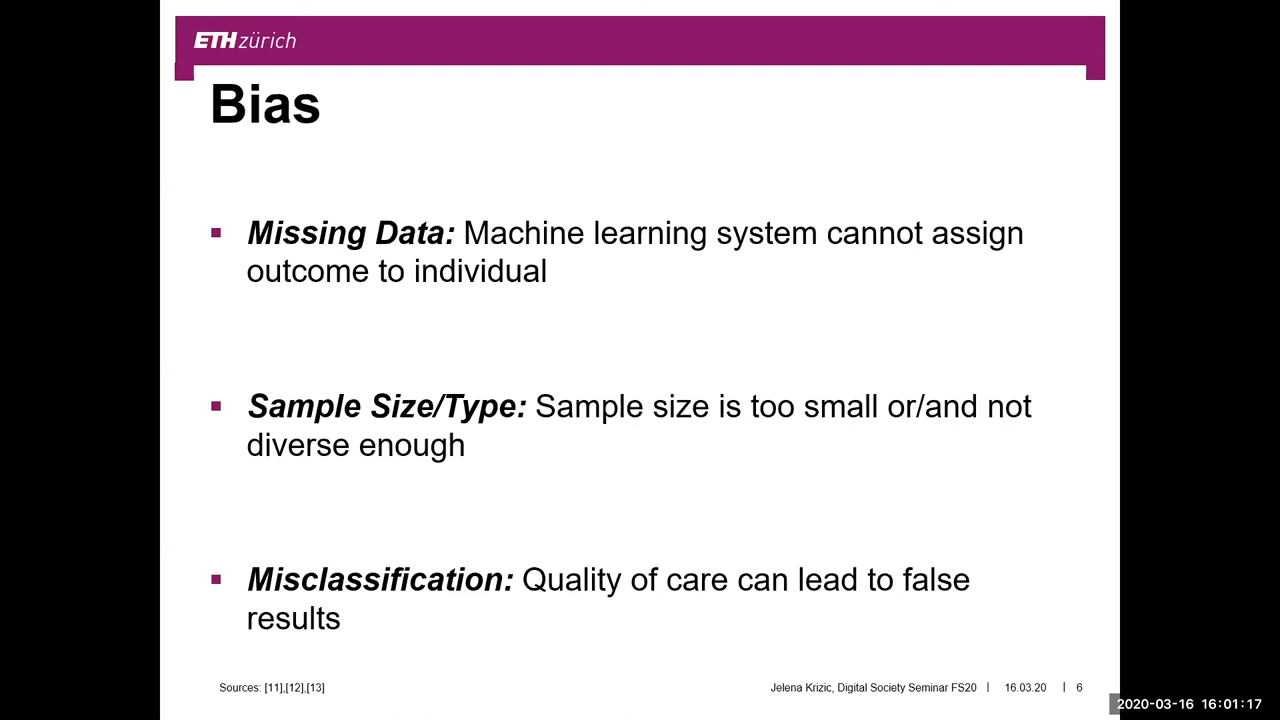 ETH zürich
Bias
▪ Missing Data: Machine learning system cannot assign
outcome to individual
▪ Sample Size/Type: Sample size is too small or/and not
diverse enough
▪ Misclassification: Quality of care can lead to false
results
Sources: [11],[12],[13]
Jelena Krizic, Digital Society Seminar FS20 | 16.03.20 | 6
2020-03-16 16:01:17